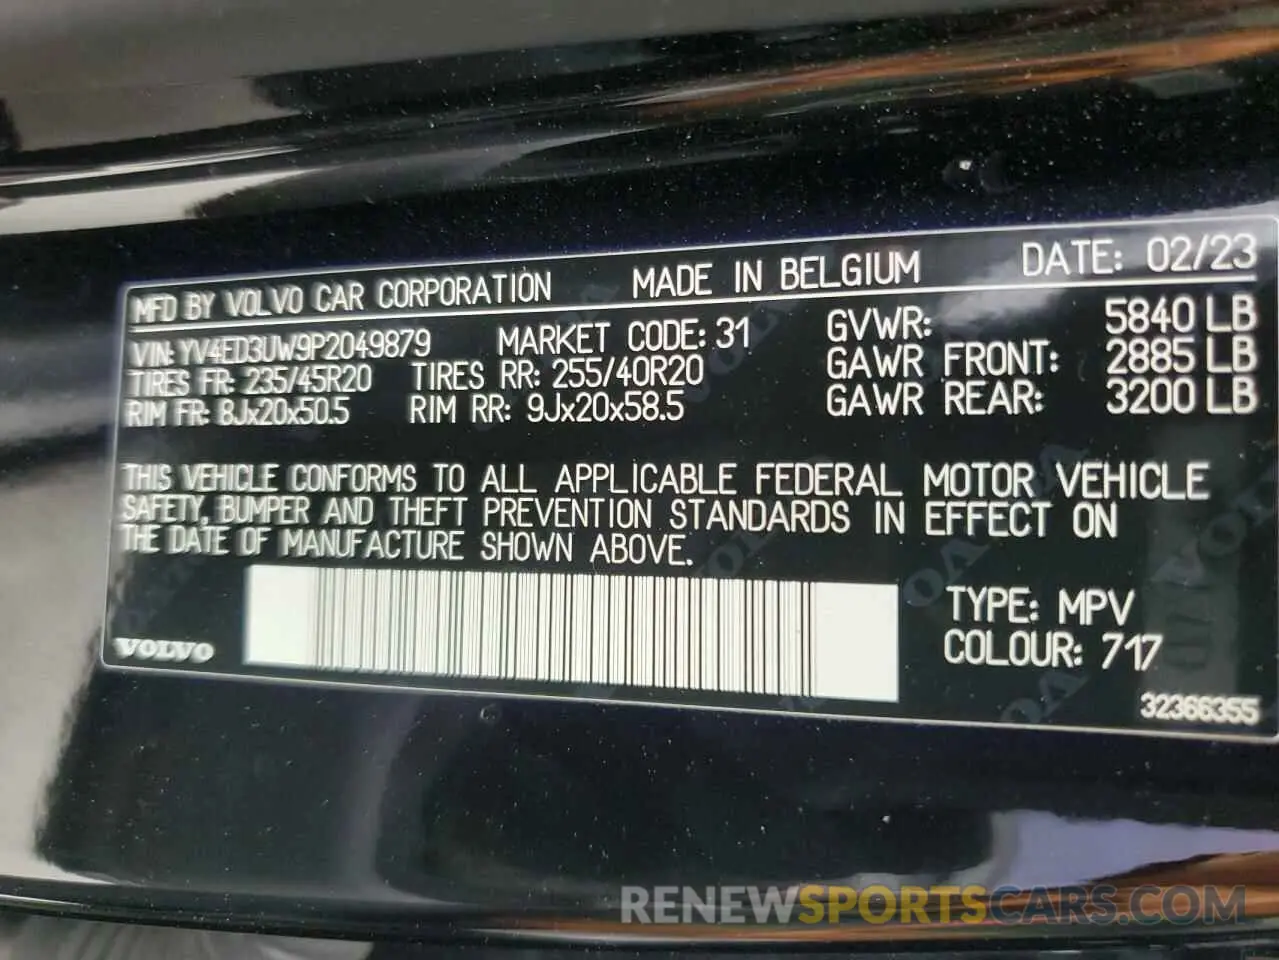 MFD BY VOLVO CAR CORPORATION MADE IN BELGIUM DATE: 02/23
VIN: YV4ED3UW9P2049879 MARKET CODE: 31 GVWR: 5840 LB
TIRES FR: 235/45R20 TIRES RR: 255/40R20 GAWR FRONT: 2885 LB
RIM FR: 8Jx20x50.5 RIM RR: 9Jx20x58.5 GAWR REAR: 3200 LB
THIS VEHICLE CONFORMS TO ALL APPLICABLE FEDERAL MOTOR VEHICLE
SAFETY, BUMPER AND THEFT PREVENTION STANDARDS IN EFFECT ON
THE DATE OF MANUFACTURE SHOWN ABOVE.
TYPE: MPV
COLOUR: 717
VOLVO
32366355
RENEWSPORTSCARS.COM